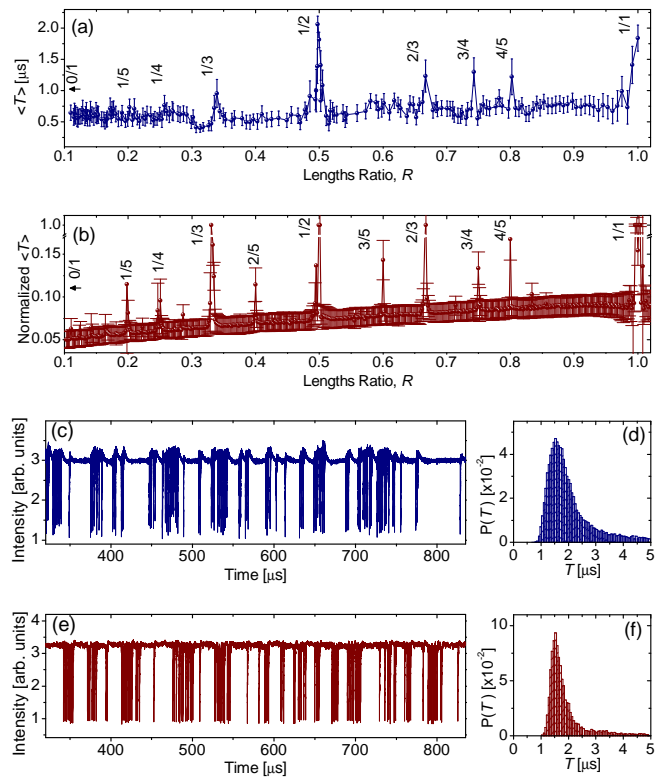 (a)
<T> [µs]
2.0
1.5
1.0
0.5
0/1
1/5
1/4
1/3
1/2
2/3
3/4
4/5
1/1
0.1 0.2 0.3 0.4 0.5 0.6 0.7 0.8 0.9 1.0
Lengths Ratio, R
(b)
Normalized <T>
1.0
0.15
0.10
0.05
0/1
1/5
1/4
1/3
2/5
1/2
3/5
2/3
3/4
4/5
1/1
0.1 0.2 0.3 0.4 0.5 0.6 0.7 0.8 0.9 1.0
Lengths Ratio, R
(c)
Intensity [arb. units]
4
3
2
1
400 500 600 700 800
Time [µs]
(d)
P(T) [x10-2]
4
2
0
0 1 2 3 4 5
T [µs]
(e)
Intensity [arb. units]
4
3
2
1
400 500 600 700 800
Time [µs]
(f)
P(T) [x10-2]
10
5
0
0 1 2 3 4 5
T [µs]